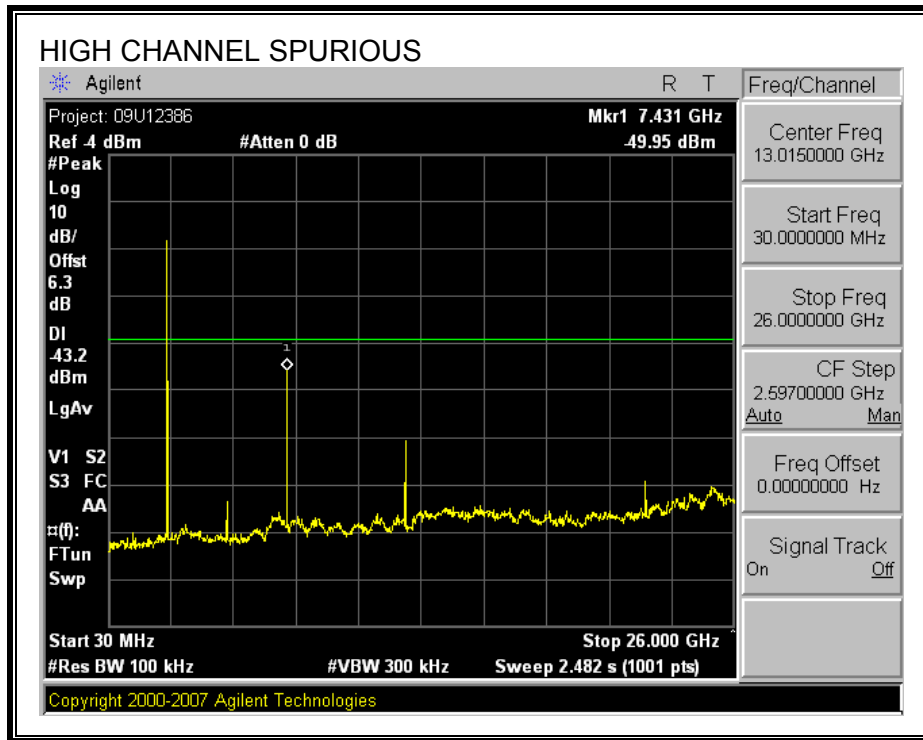 HIGH CHANNEL SPURIOUS
Agilent R T
Freq/Channel
Project: 09U12386 Mkr1 7.431 GHz
Ref -4 dBm #Atten 0 dB -49.95 dBm
#Peak
Log
10
dB/
Offst
6.3
dB
DI
-43.2
dBm
LgAv
V1 S2
S3 FC
AA
¤(f):
FTun
Swp
1
Start 30 MHz Stop 26.000 GHz
#Res BW 100 kHz #VBW 300 kHz Sweep 2.482 s (1001 pts)
Center Freq
13.0150000 GHz
Start Freq
30.0000000 MHz
Stop Freq
26.0000000 GHz
CF Step
2.59700000 GHz
Auto Man
Freq Offset
0.00000000 Hz
Signal Track
On Off
Copyright 2000-2007 Agilent Technologies